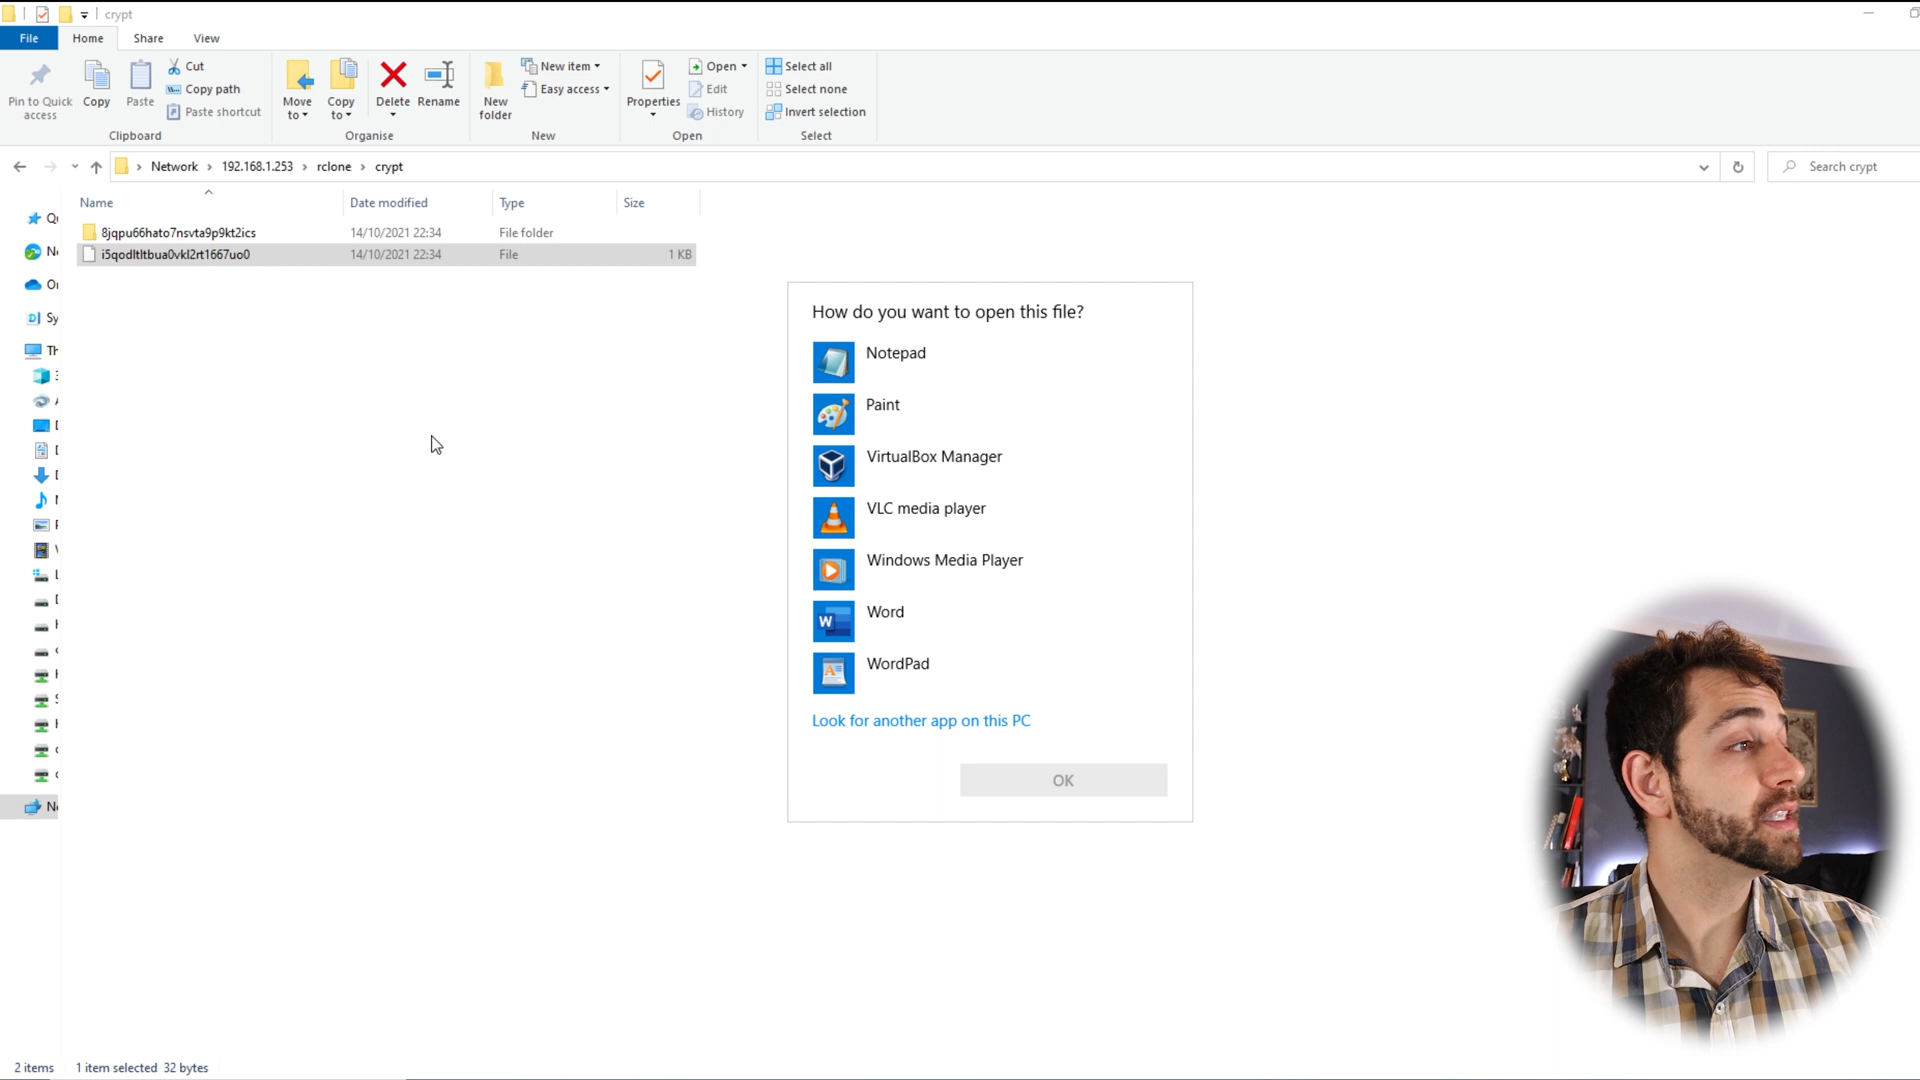 crypt
File Home Share View
Pin to Quick access
Copy
Paste
Cut
Copy path
Paste shortcut
Clipboard
Move to
Copy to
Delete
Rename
Organise
New folder
New item
Easy access
New
Properties
Open
Edit
History
Open
Select all
Select none
Invert selection
Select
Network 192.168.1.253 rclone crypt
Search crypt
Name Date modified Type Size
8jqpu66hato7nsvta9p9kt2ics 14/10/2021 22:34 File folder
i5qodltltbua0vkl2rt1667uo0 14/10/2021 22:34 File 1 KB
How do you want to open this file?
Notepad
Paint
VirtualBox Manager
VLC media player
Windows Media Player
Word
WordPad
Look for another app on this PC
OK
2 items 1 item selected 32 bytes